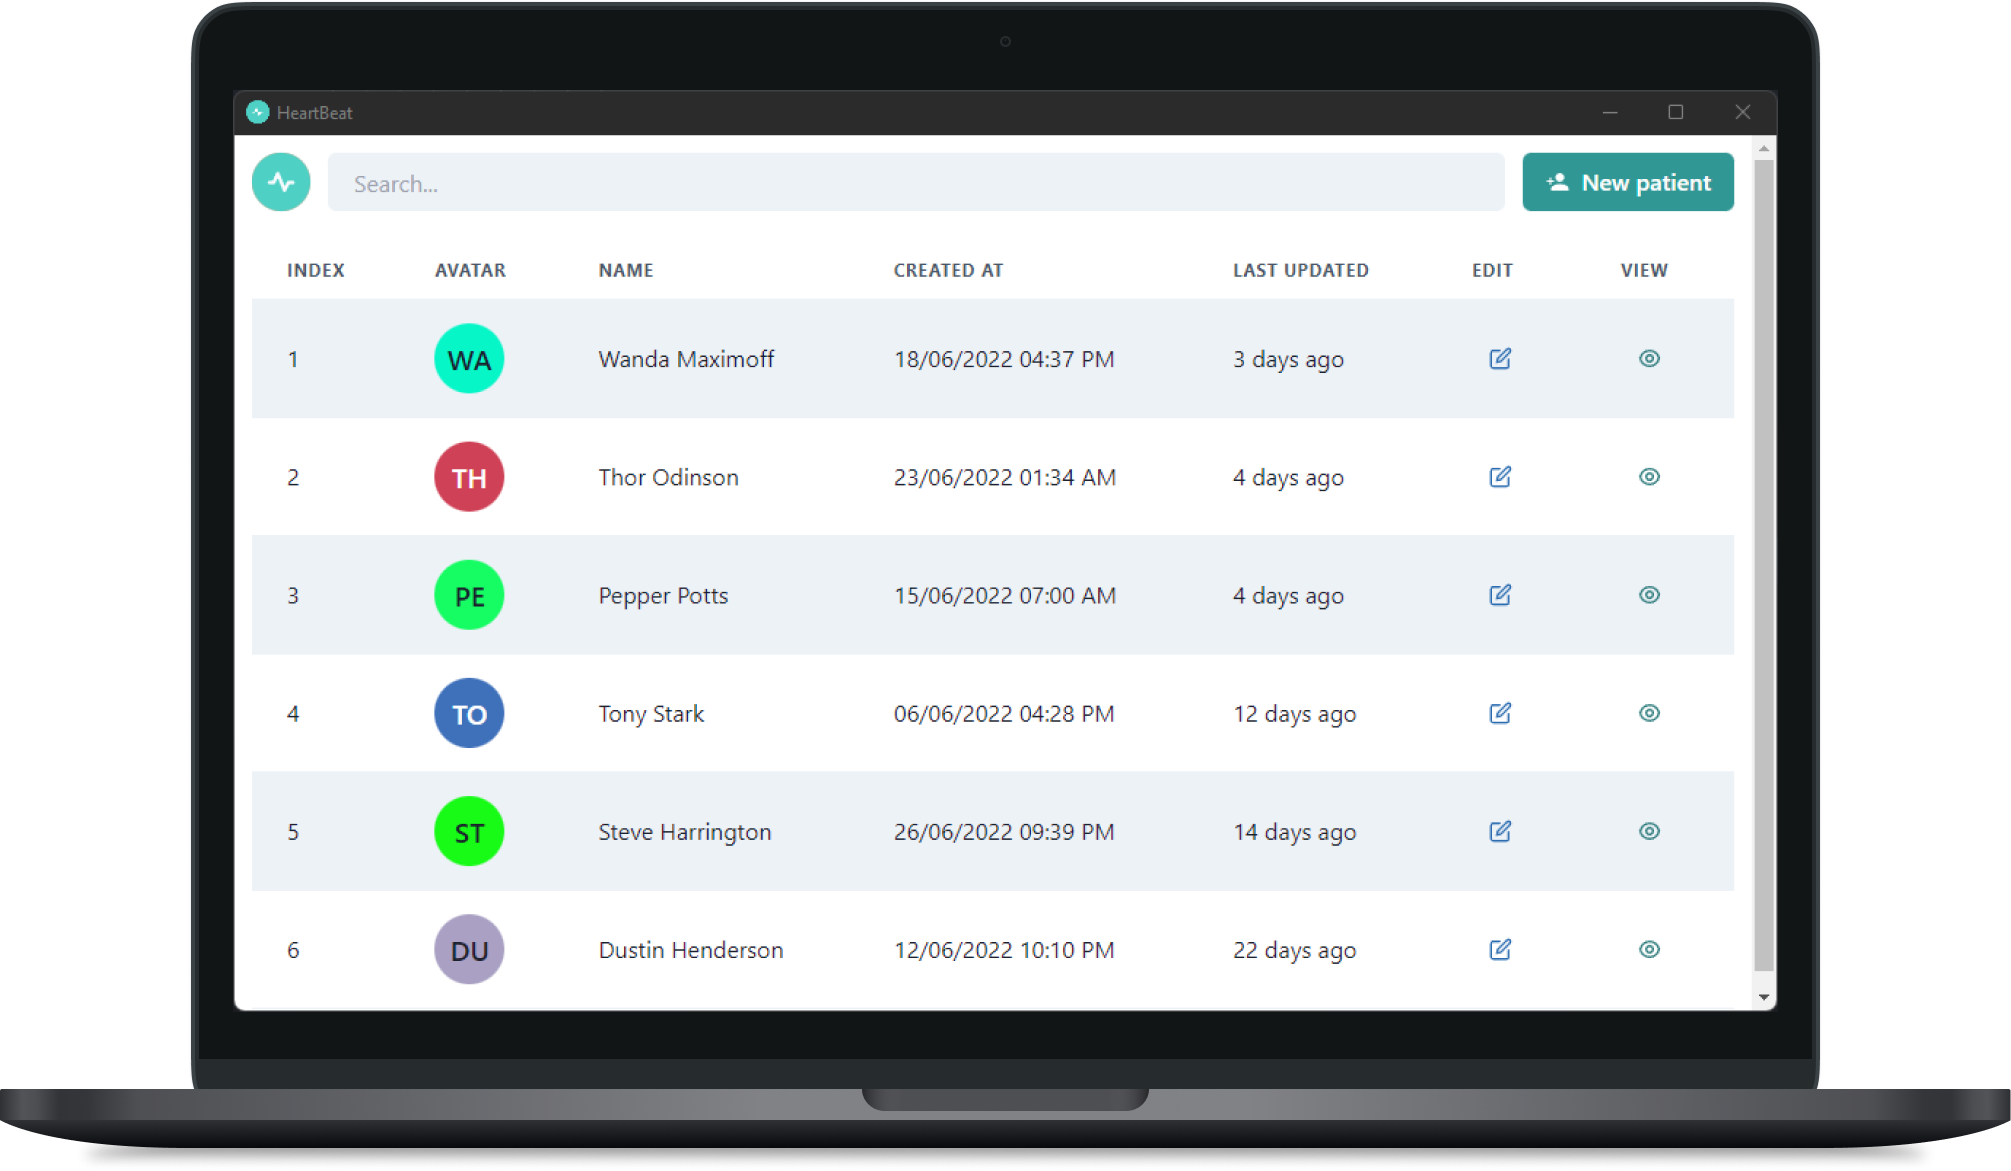 HeartBeat
Search...
New patient
INDEX AVATAR NAME CREATED AT LAST UPDATED EDIT VIEW
1 WA Wanda Maximoff 18/06/2022 04:37 PM 3 days ago
2 TH Thor Odinson 23/06/2022 01:34 AM 4 days ago
3 PE Pepper Potts 15/06/2022 07:00 AM 4 days ago
4 TO Tony Stark 06/06/2022 04:28 PM 12 days ago
5 ST Steve Harrington 26/06/2022 09:39 PM 14 days ago
6 DU Dustin Henderson 12/06/2022 10:10 PM 22 days ago